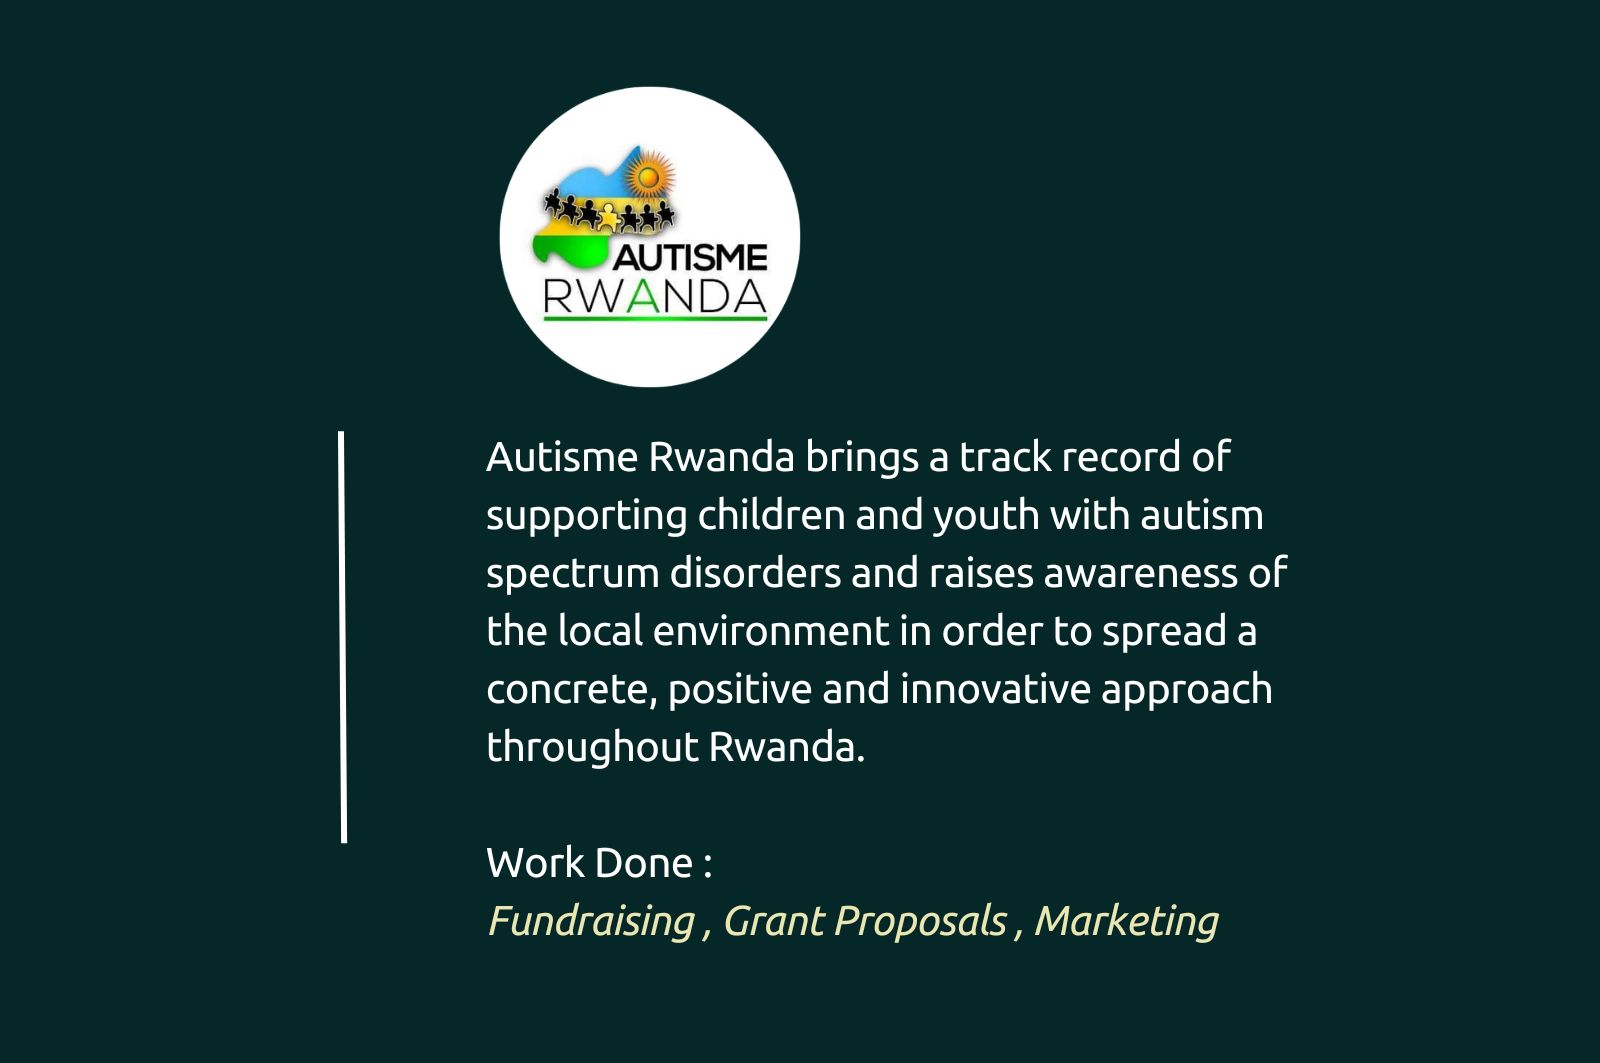 AUTISME
RWANDA
Autisme Rwanda brings a track record of
supporting children and youth with autism
spectrum disorders and raises awareness of
the local environment in order to spread a
concrete, positive and innovative approach
throughout Rwanda.
Work Done :
Fundraising , Grant Proposals , Marketing